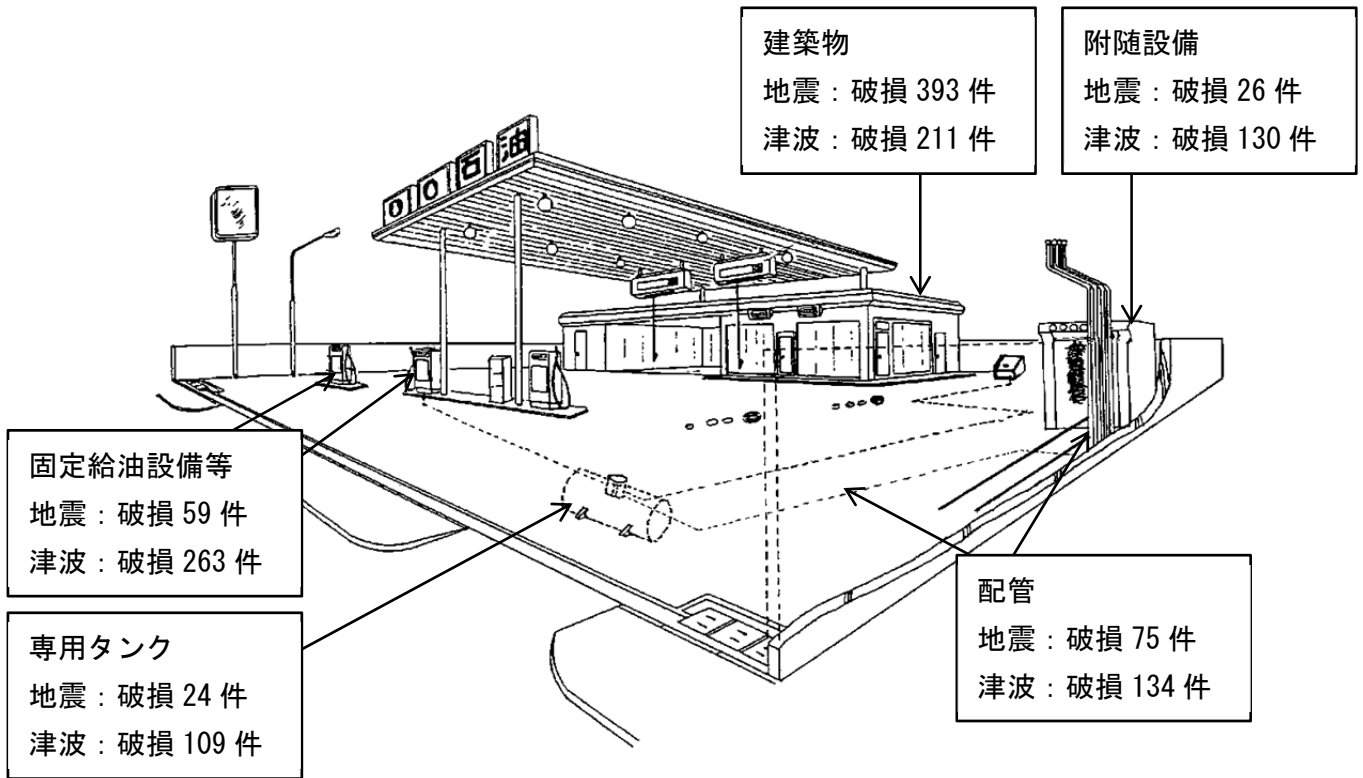 建築物
地震：破損 393 件
津波：破損 211 件
附随設備
地震：破損 26 件
津波：破損 130 件
〇〇石油
固定給油設備等
地震：破損 59 件
津波：破損 263 件
専用タンク
地震：破損 24 件
津波：破損 109 件
配管
地震：破損 75 件
津波：破損 134 件